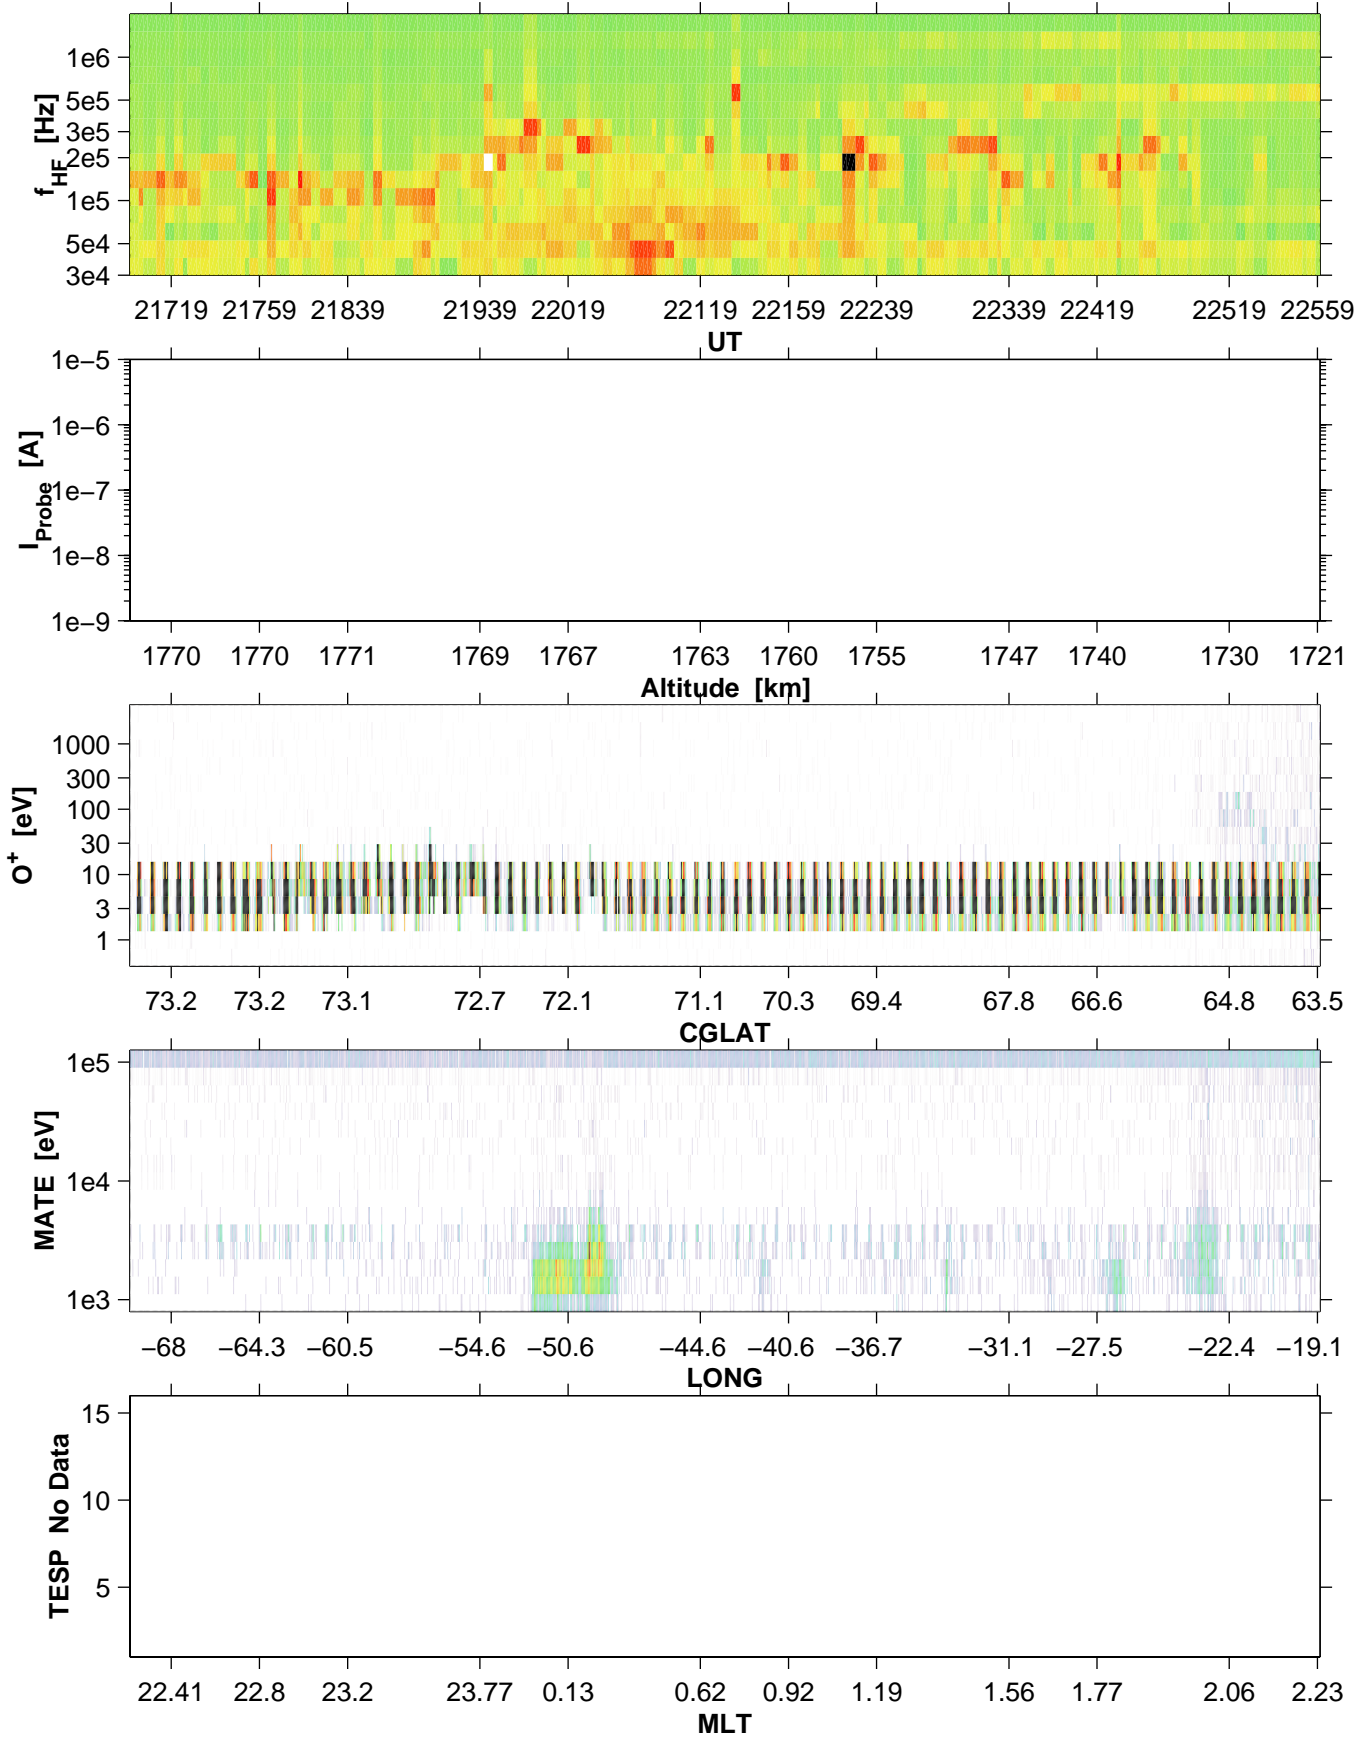 f_HF [Hz]
1e6
5e5
3e5
2e5
1e5
5e4
3e4
21719 21759 21839 21939 22019 22119 22159 22239 22339 22419 22519 22559
UT
I_Probe [A]
1e−5
1e−6
1e−7
1e−8
1e−9
1770 1770 1771 1769 1767 1763 1760 1755 1747 1740 1730 1721
Altitude [km]
O⁺ [eV]
1000
300
100
30
10
3
1
73.2 73.2 73.1 72.7 72.1 71.1 70.3 69.4 67.8 66.6 64.8 63.5
CGLAT
MATE [eV]
1e5
1e4
1e3
−68 −64.3 −60.5 −54.6 −50.6 −44.6 −40.6 −36.7 −31.1 −27.5 −22.4 −19.1
LONG
TESP No Data
15
10
5
22.41 22.8 23.2 23.77 0.13 0.62 0.92 1.19 1.56 1.77 2.06 2.23
MLT